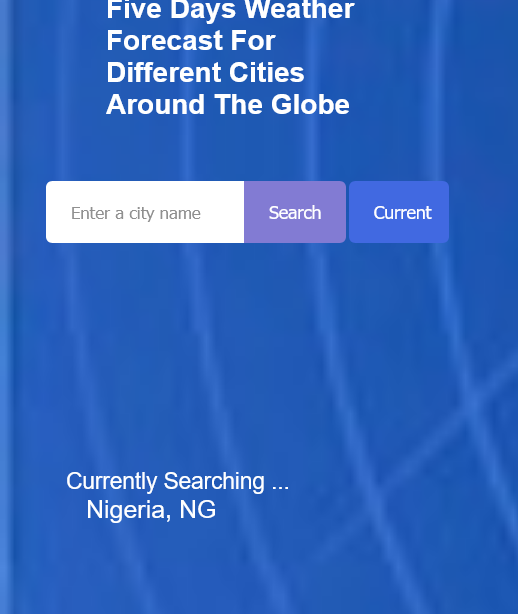 Five Days Weather
Forecast For
Different Cities
Around The Globe
Enter a city name Search Current
Currently Searching ...
Nigeria, NG